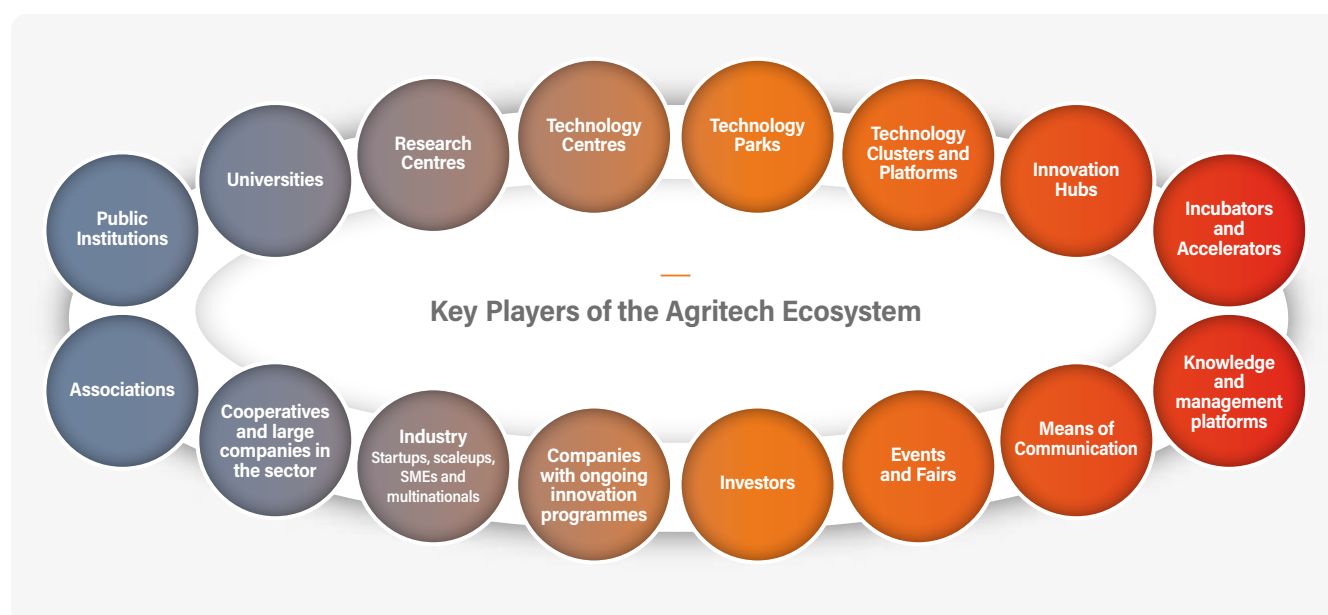 Public
Institutions
Universities
Research
Centres
Technology
Centres
Technology
Parks
Technology
Clusters and
Platforms
Innovation
Hubs
Incubators
and
Accelerators
Key Players of the Agritech Ecosystem
Associations
Cooperatives
and large
companies in
the sector
Industry
Startups, scaleups,
SMEs and
multinationals
Companies
with ongoing
innovation
programmes
Investors
Events
and Fairs
Means of
Communication
Knowledge
and
management
platforms